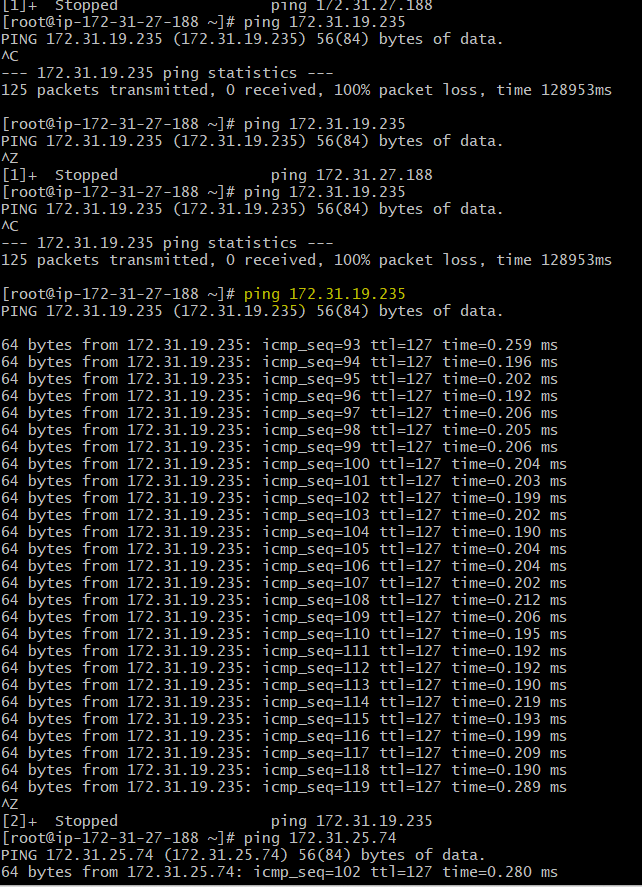 [1]+  Stopped                 ping 172.31.27.188
[root@ip-172-31-27-188 ~]# ping 172.31.19.235
PING 172.31.19.235 (172.31.19.235) 56(84) bytes of data.
^C
--- 172.31.19.235 ping statistics ---
125 packets transmitted, 0 received, 100% packet loss, time 128953ms
[root@ip-172-31-27-188 ~]# ping 172.31.19.235
PING 172.31.19.235 (172.31.19.235) 56(84) bytes of data.
^Z
[1]+  Stopped                 ping 172.31.27.188
[root@ip-172-31-27-188 ~]# ping 172.31.19.235
PING 172.31.19.235 (172.31.19.235) 56(84) bytes of data.
^C
--- 172.31.19.235 ping statistics ---
125 packets transmitted, 0 received, 100% packet loss, time 128953ms
[root@ip-172-31-27-188 ~]# ping 172.31.19.235
PING 172.31.19.235 (172.31.19.235) 56(84) bytes of data.
64 bytes from 172.31.19.235: icmp_seq=93 ttl=127 time=0.259 ms
64 bytes from 172.31.19.235: icmp_seq=94 ttl=127 time=0.196 ms
64 bytes from 172.31.19.235: icmp_seq=95 ttl=127 time=0.202 ms
64 bytes from 172.31.19.235: icmp_seq=96 ttl=127 time=0.192 ms
64 bytes from 172.31.19.235: icmp_seq=97 ttl=127 time=0.206 ms
64 bytes from 172.31.19.235: icmp_seq=98 ttl=127 time=0.205 ms
64 bytes from 172.31.19.235: icmp_seq=99 ttl=127 time=0.206 ms
64 bytes from 172.31.19.235: icmp_seq=100 ttl=127 time=0.204 ms
64 bytes from 172.31.19.235: icmp_seq=101 ttl=127 time=0.203 ms
64 bytes from 172.31.19.235: icmp_seq=102 ttl=127 time=0.199 ms
64 bytes from 172.31.19.235: icmp_seq=103 ttl=127 time=0.202 ms
64 bytes from 172.31.19.235: icmp_seq=104 ttl=127 time=0.190 ms
64 bytes from 172.31.19.235: icmp_seq=105 ttl=127 time=0.204 ms
64 bytes from 172.31.19.235: icmp_seq=106 ttl=127 time=0.204 ms
64 bytes from 172.31.19.235: icmp_seq=107 ttl=127 time=0.202 ms
64 bytes from 172.31.19.235: icmp_seq=108 ttl=127 time=0.212 ms
64 bytes from 172.31.19.235: icmp_seq=109 ttl=127 time=0.206 ms
64 bytes from 172.31.19.235: icmp_seq=110 ttl=127 time=0.195 ms
64 bytes from 172.31.19.235: icmp_seq=111 ttl=127 time=0.192 ms
64 bytes from 172.31.19.235: icmp_seq=112 ttl=127 time=0.192 ms
64 bytes from 172.31.19.235: icmp_seq=113 ttl=127 time=0.190 ms
64 bytes from 172.31.19.235: icmp_seq=114 ttl=127 time=0.219 ms
64 bytes from 172.31.19.235: icmp_seq=115 ttl=127 time=0.193 ms
64 bytes from 172.31.19.235: icmp_seq=116 ttl=127 time=0.199 ms
64 bytes from 172.31.19.235: icmp_seq=117 ttl=127 time=0.209 ms
64 bytes from 172.31.19.235: icmp_seq=118 ttl=127 time=0.190 ms
64 bytes from 172.31.19.235: icmp_seq=119 ttl=127 time=0.289 ms
^Z
[2]+  Stopped                 ping 172.31.19.235
[root@ip-172-31-27-188 ~]# ping 172.31.25.74
PING 172.31.25.74 (172.31.25.74) 56(84) bytes of data.
64 bytes from 172.31.25.74: icmp_seq=102 ttl=127 time=0.280 ms